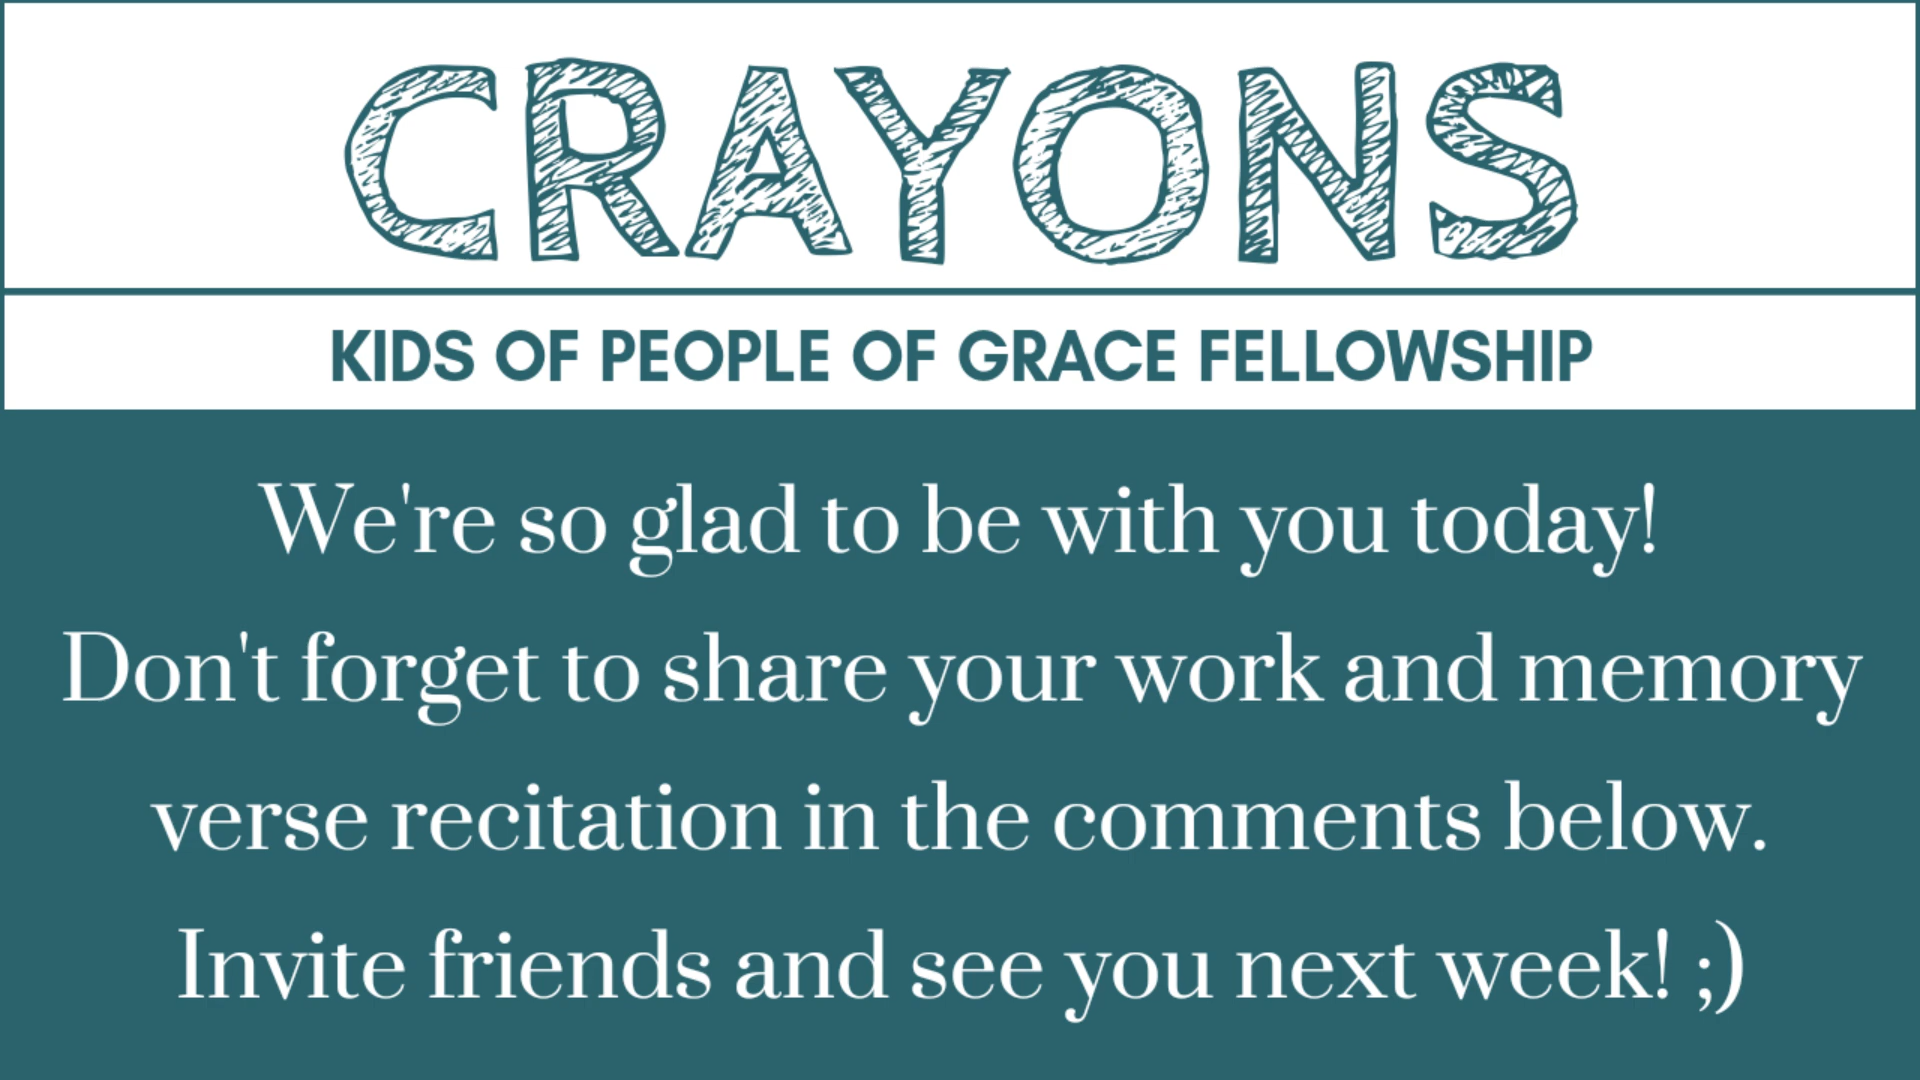 CRAYONS
KIDS OF PEOPLE OF GRACE FELLOWSHIP
We're so glad to be with you today!
Don't forget to share your work and memory
verse recitation in the comments below.
Invite friends and see you next week! ;)